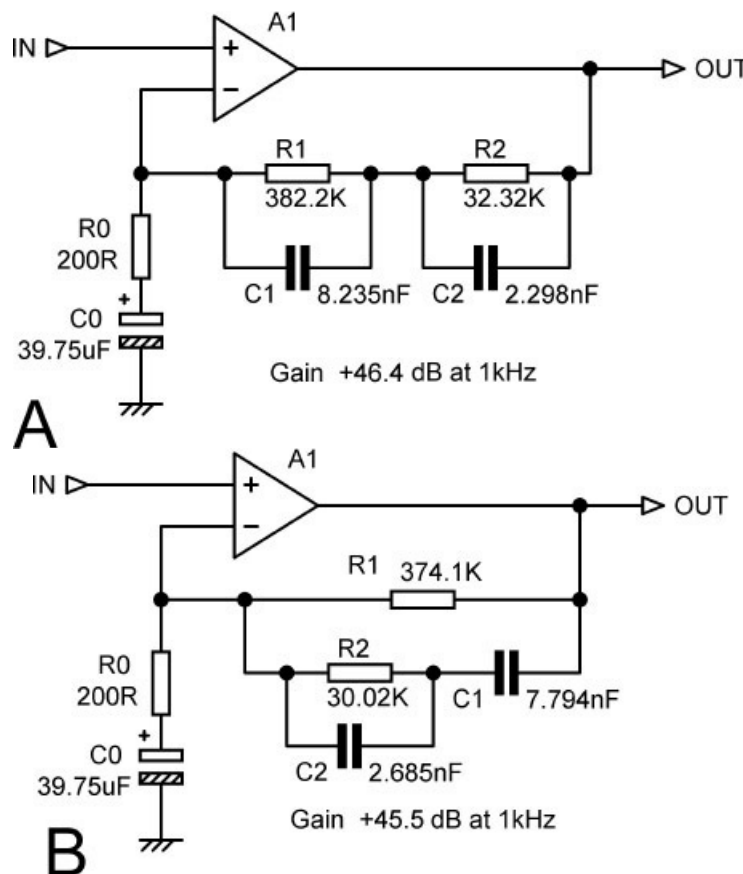 A1
IN
+
−
OUT
R1
R2
382.2K
32.32K
R0
200R
C1
8.235nF
C2
2.298nF
+
C0
39.75uF
Gain +46.4 dB at 1kHz
A
A1
IN
+
−
OUT
R1
374.1K
R2
R0
200R
30.02K
C1
7.794nF
+
C0
C2
2.685nF
39.75uF
Gain +45.5 dB at 1kHz
B